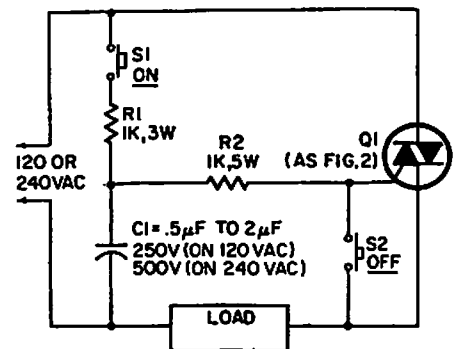 S1
ON
R1
1K,3W
120 OR
240VAC
R2
1K,5W
Q1
(AS FIG.2)
C1=.5µF TO 2µF
250V (ON 120 VAC)
500V (ON 240 VAC)
S2
OFF
LOAD